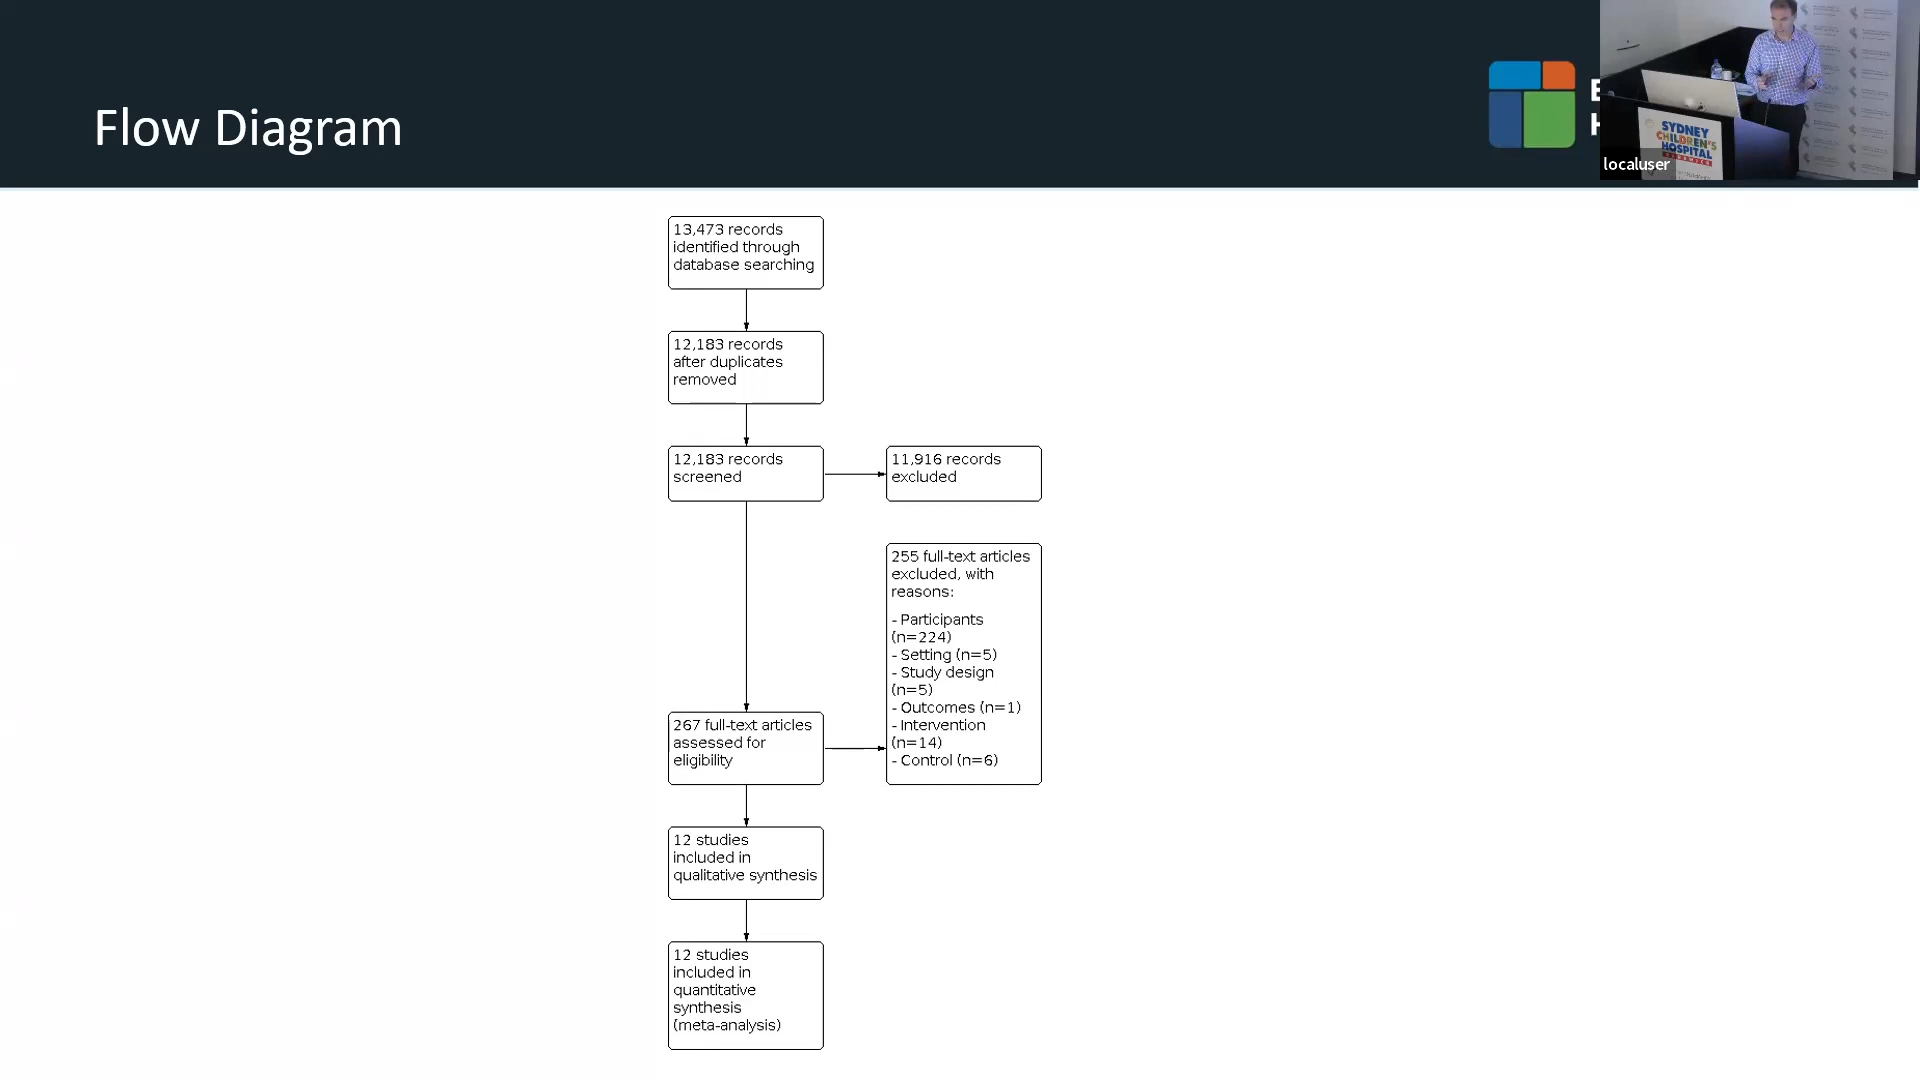 Flow Diagram
SYDNEY
CHILDREN'S
HOSPITAL
localuser
13,473 records
identified through
database searching
12,183 records
after duplicates
removed
12,183 records
screened
11,916 records
excluded
255 full-text articles
excluded, with
reasons:
- Participants
(n=224)
- Setting (n=5)
- Study design
(n=5)
- Outcomes (n=1)
- Intervention
(n=14)
- Control (n=6)
267 full-text articles
assessed for
eligibility
12 studies
included in
qualitative synthesis
12 studies
included in
quantitative
synthesis
(meta-analysis)